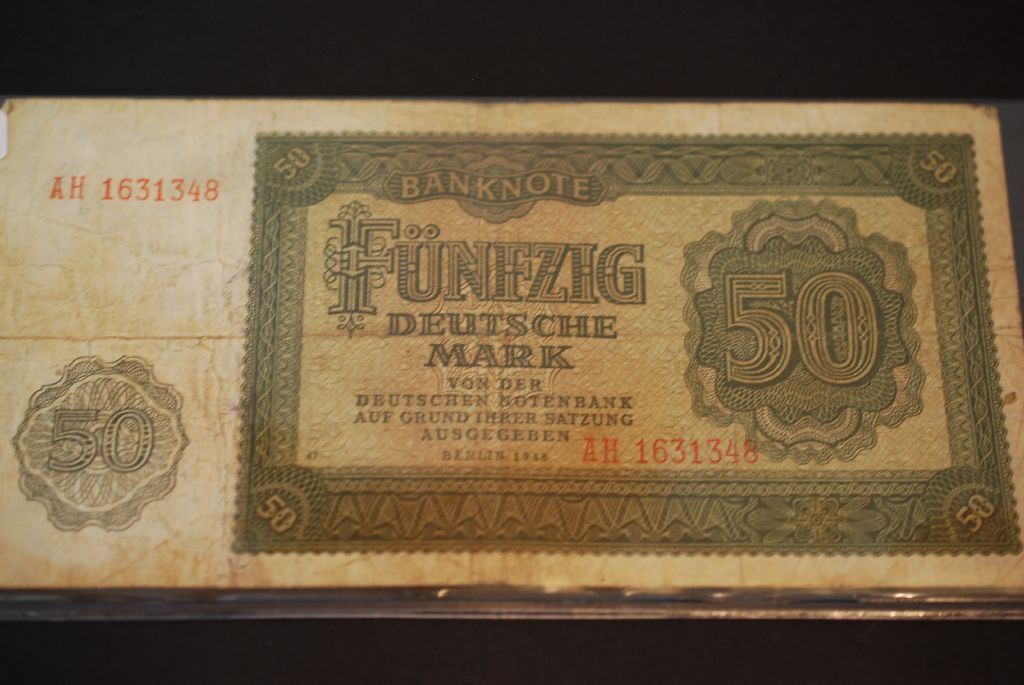 50
50
BANKNOTE
AH 1631348
FÜNFZIG
DEUTSCHE
MARK
50
VON DER
DEUTSCHEN NOTENBANK
AUF GRUND IHRER SATZUNG
AUSGEGEBEN
BERLIN 1948
AH 1631348
47
50
50
50